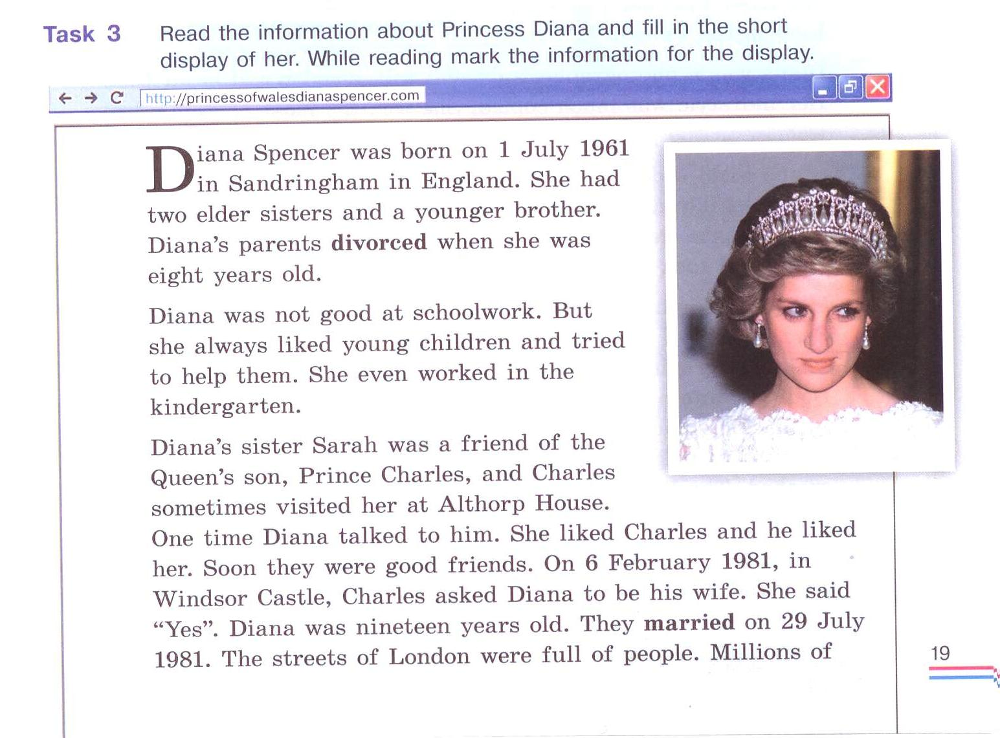 Task 3 Read the information about Princess Diana and fill in the short
display of her. While reading mark the information for the display.
http://princessofwalesdianaspencer.com
Diana Spencer was born on 1 July 1961
in Sandringham in England. She had
two elder sisters and a younger brother.
Diana's parents divorced when she was
eight years old.
Diana was not good at schoolwork. But
she always liked young children and tried
to help them. She even worked in the
kindergarten.
Diana's sister Sarah was a friend of the
Queen's son, Prince Charles, and Charles
sometimes visited her at Althorp House.
One time Diana talked to him. She liked Charles and he liked
her. Soon they were good friends. On 6 February 1981, in
Windsor Castle, Charles asked Diana to be his wife. She said
“Yes”. Diana was nineteen years old. They married on 29 July
1981. The streets of London were full of people. Millions of
19